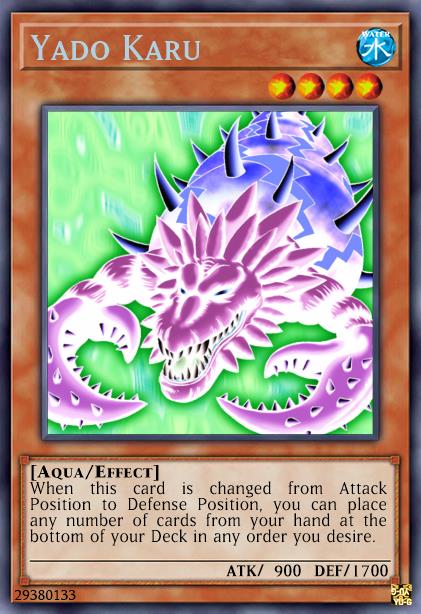 Yado Karu
WATER
水
[Aqua/Effect]
When this card is changed from Attack
Position to Defense Position, you can place
any number of cards from your hand at the
bottom of your Deck in any order you desire.
ATK/ 900 DEF/1700
29380133